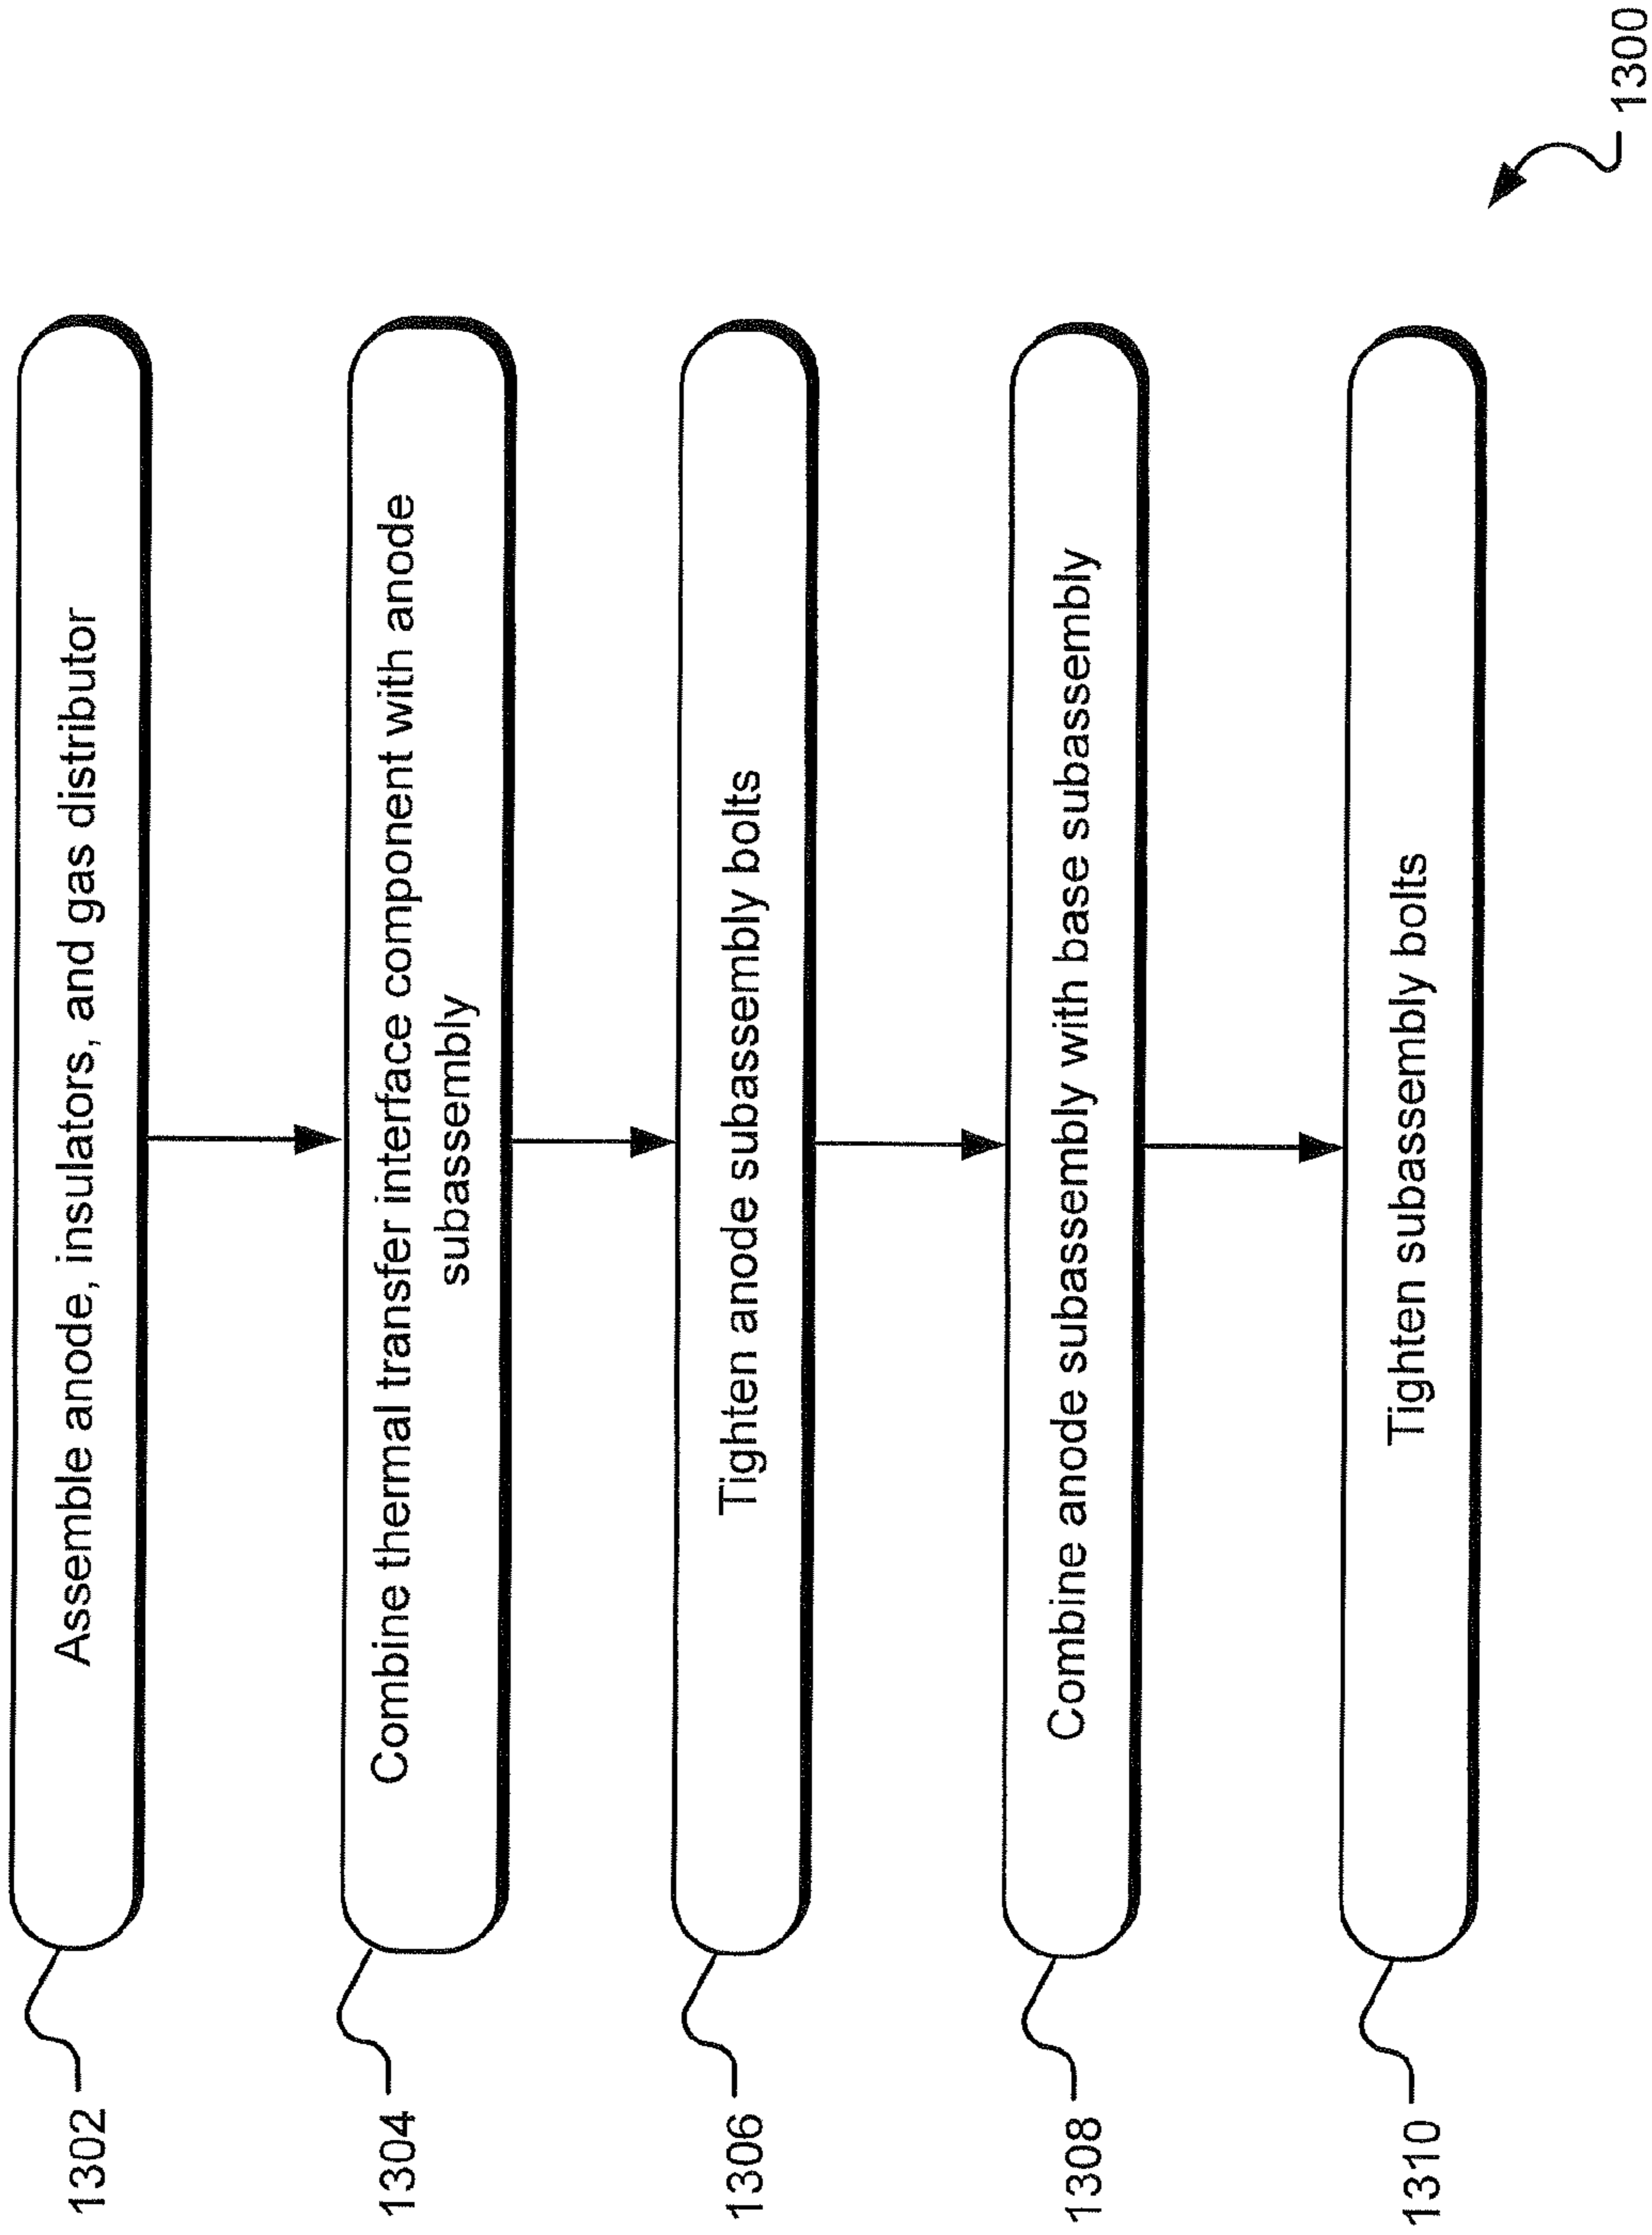 1302
Assemble anode, insulators, and gas distributor
1304
Combine thermal transfer interface component with anode
subassembly
1306
Tighten anode subassembly bolts
1308
Combine anode subassembly with base subassembly
1310
Tighten subassembly bolts
1300